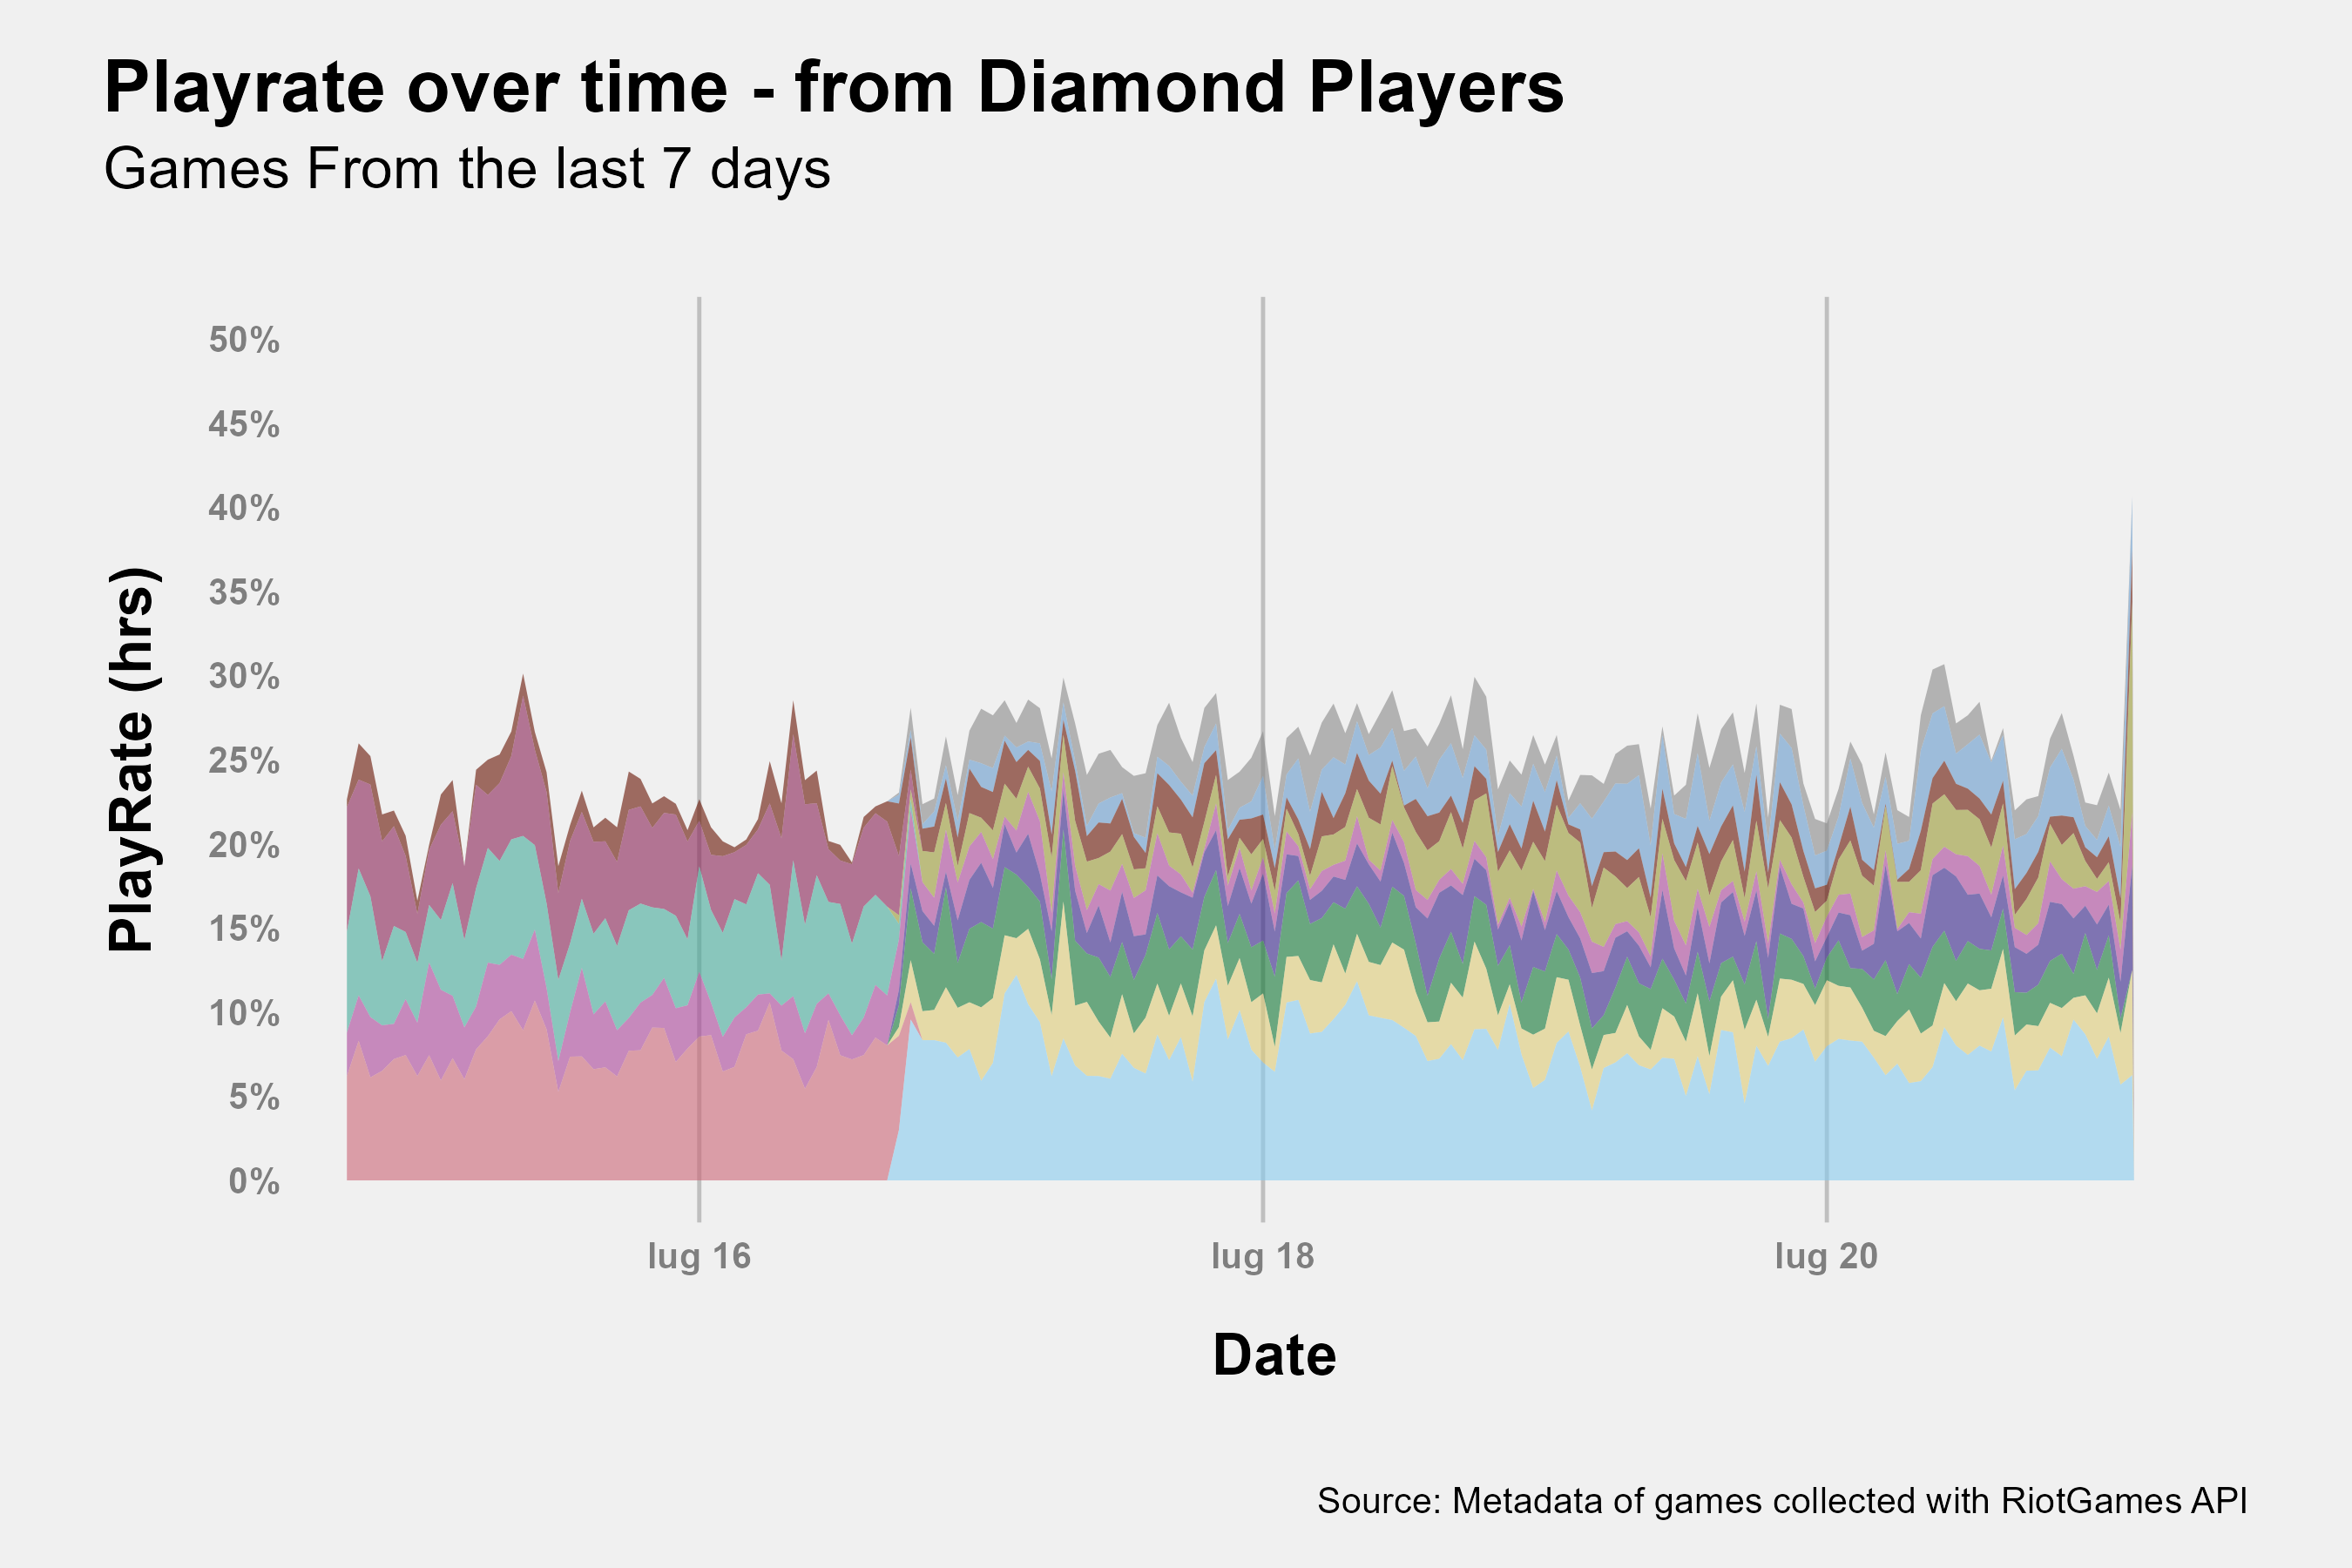 Playrate over time - from Diamond Players
Games From the last 7 days
PlayRate (hrs)
50%
45%
40%
35%
30%
25%
20%
15%
10%
5%
0%
lug 16
lug 18
lug 20
Date
Source: Metadata of games collected with RiotGames API